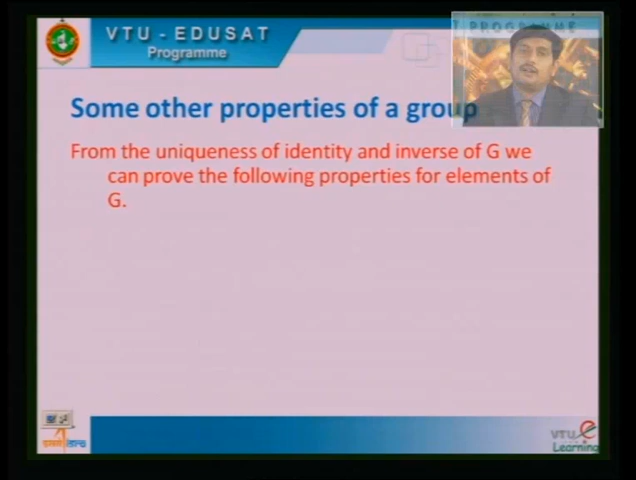 VTU - EDUSAT
Programme
T PROGRAMME
Some other properties of a group
From the uniqueness of identity and inverse of G we
can prove the following properties for elements of
G.
VTU e
Learning